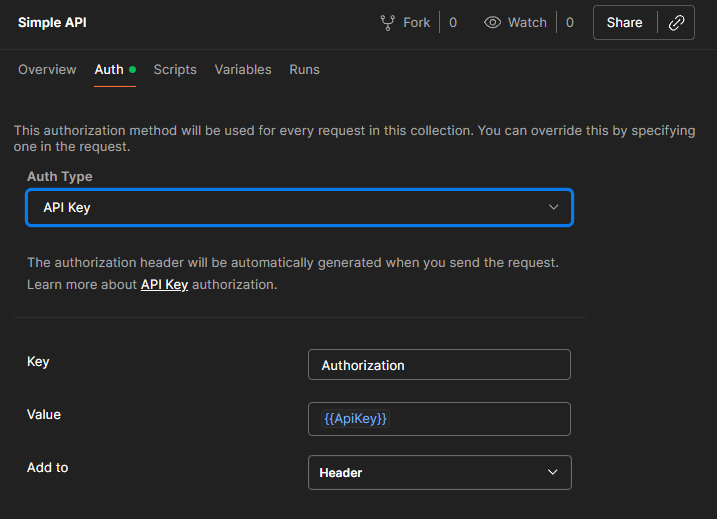 Simple API Fork 0 Watch 0 Share
Overview Auth Scripts Variables Runs
This authorization method will be used for every request in this collection. You can override this by specifying
one in the request.
Auth Type
API Key
The authorization header will be automatically generated when you send the request.
Learn more about API Key authorization.
Key Authorization
Value {{ApiKey}}
Add to Header